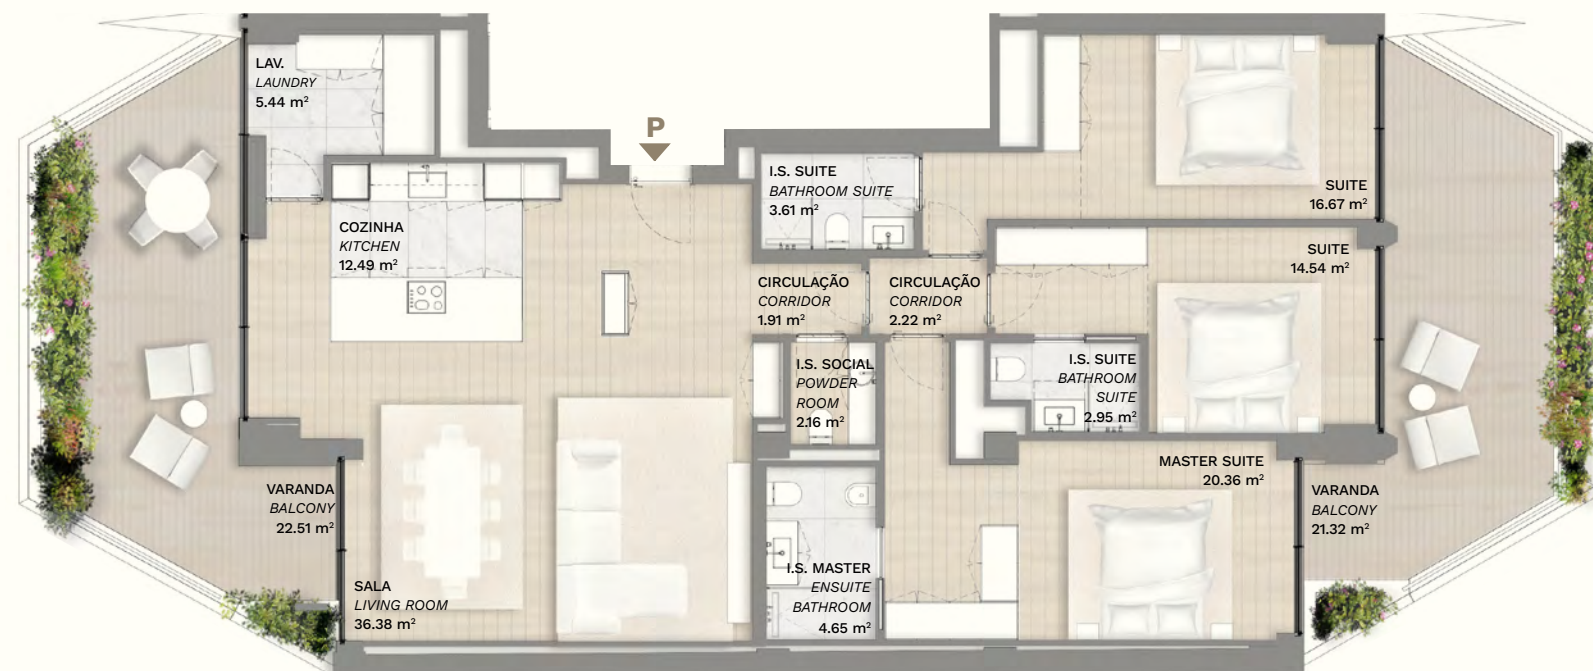 LAV.
LAUNDRY
5.44 m²
P
I.S. SUITE
BATHROOM SUITE
3.61 m²
SUITE
16.67 m²
COZINHA
KITCHEN
12.49 m²
SUITE
14.54 m²
CIRCULAÇÃO
CORRIDOR
1.91 m²
CIRCULAÇÃO
CORRIDOR
2.22 m²
I.S. SOCIAL
POWDER
ROOM
2.16 m²
I.S. SUITE
BATHROOM
SUITE
2.95 m²
MASTER SUITE
20.36 m²
VARANDA
BALCONY
22.51 m²
VARANDA
BALCONY
21.32 m²
SALA
LIVING ROOM
36.38 m²
I.S. MASTER
ENSUITE
BATHROOM
4.65 m²